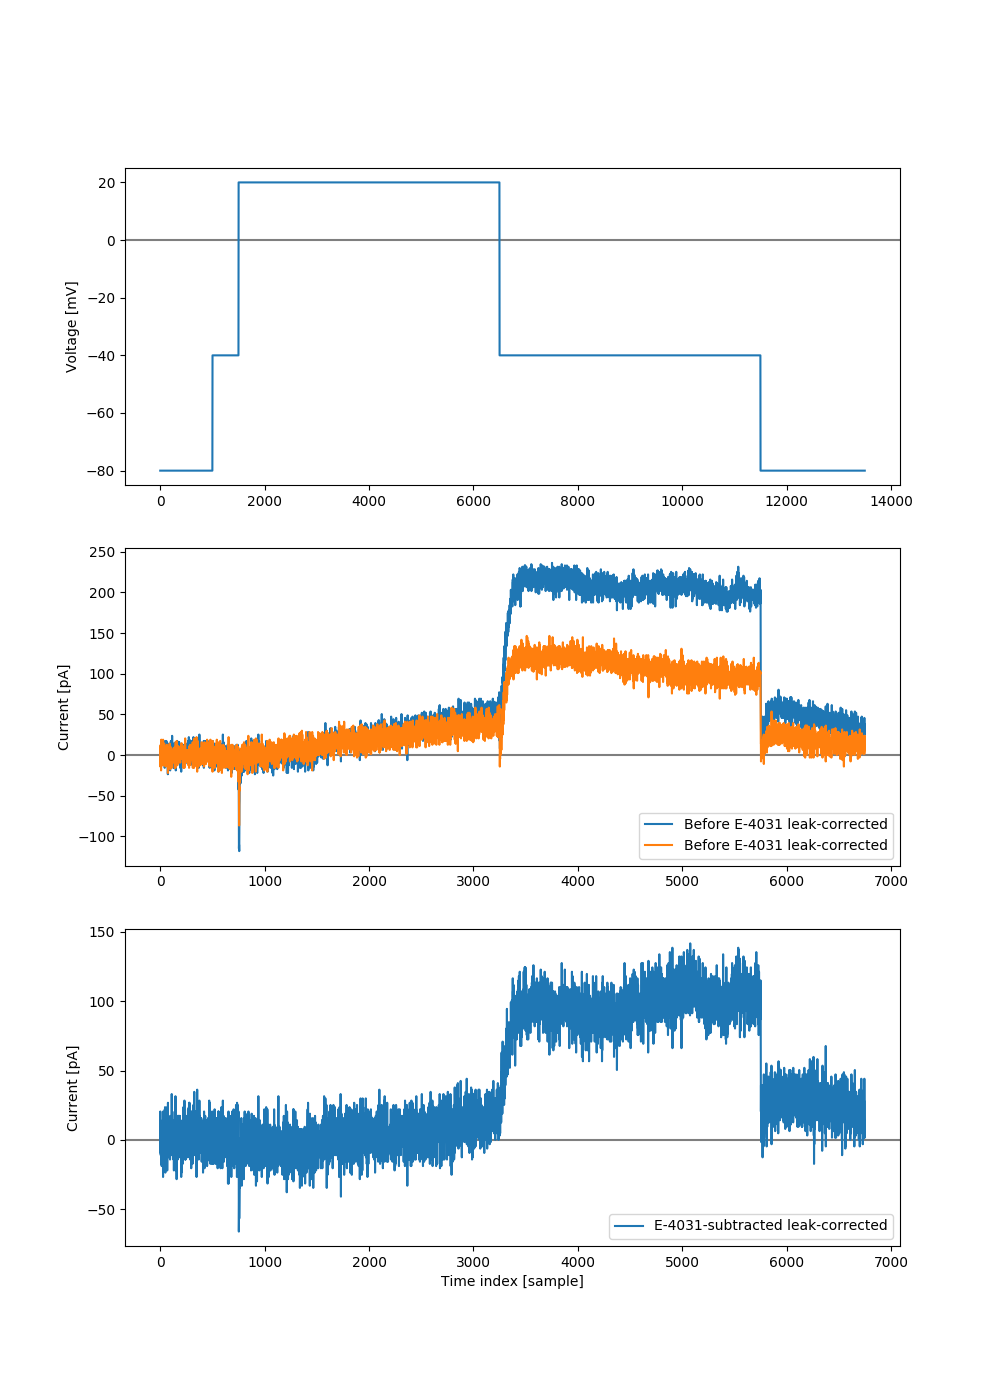 20
0
−20
−40
−60
−80
Voltage [mV]
0 2000 4000 6000 8000 10000 12000 14000
250
200
150
100
50
0
−50
−100
Current [pA]
Before E-4031 leak-corrected
Before E-4031 leak-corrected
0 1000 2000 3000 4000 5000 6000 7000
150
100
50
0
−50
Current [pA]
E-4031-subtracted leak-corrected
0 1000 2000 3000 4000 5000 6000 7000
Time index [sample]